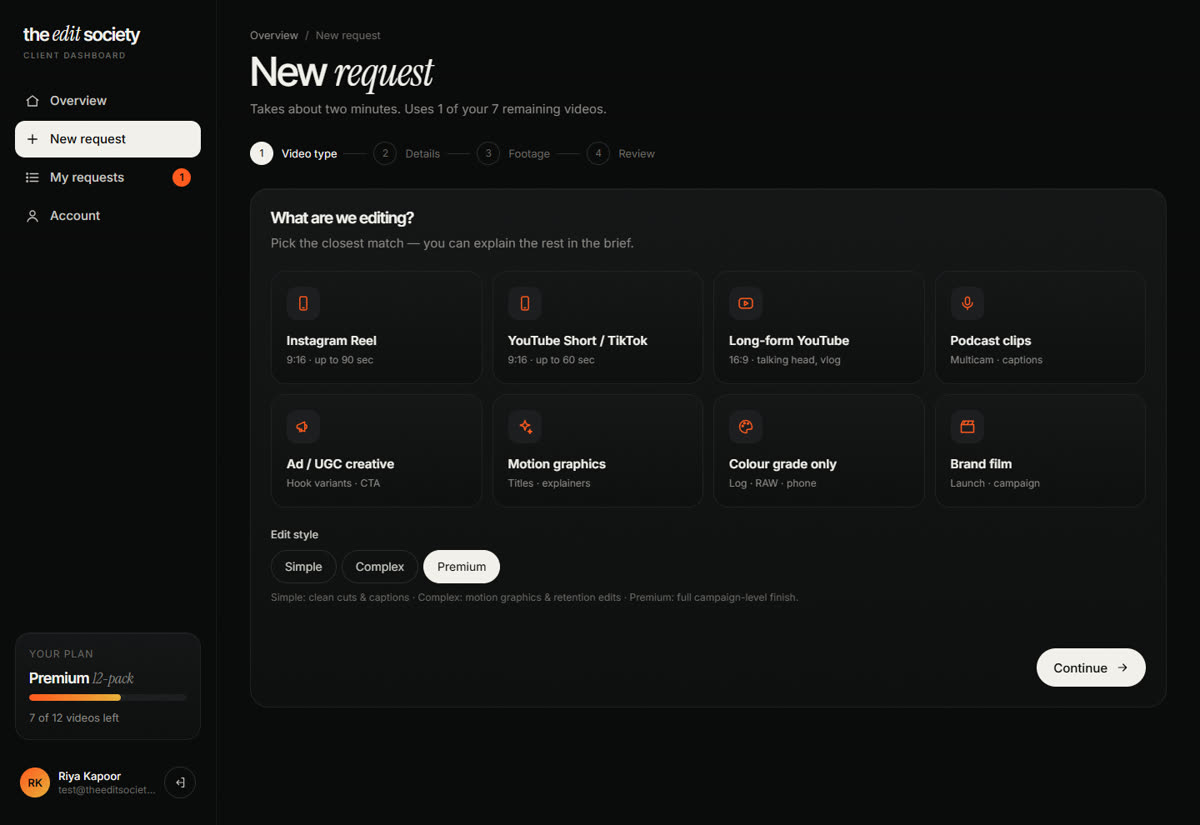 the edit society
CLIENT DASHBOARD
Overview
New request
My requests
1
Account
YOUR PLAN
Premium 12-pack
7 of 12 videos left
RK
Riya Kapoor
test@theeditsociet...
Overview / New request
New request
Takes about two minutes. Uses 1 of your 7 remaining videos.
1 Video type
2 Details
3 Footage
4 Review
What are we editing?
Pick the closest match — you can explain the rest in the brief.
Instagram Reel
9:16 · up to 90 sec
YouTube Short / TikTok
9:16 · up to 60 sec
Long-form YouTube
16:9 · talking head, vlog
Podcast clips
Multicam · captions
Ad / UGC creative
Hook variants · CTA
Motion graphics
Titles · explainers
Colour grade only
Log · RAW · phone
Brand film
Launch · campaign
Edit style
Simple
Complex
Premium
Simple: clean cuts & captions · Complex: motion graphics & retention edits · Premium: full campaign-level finish.
Continue